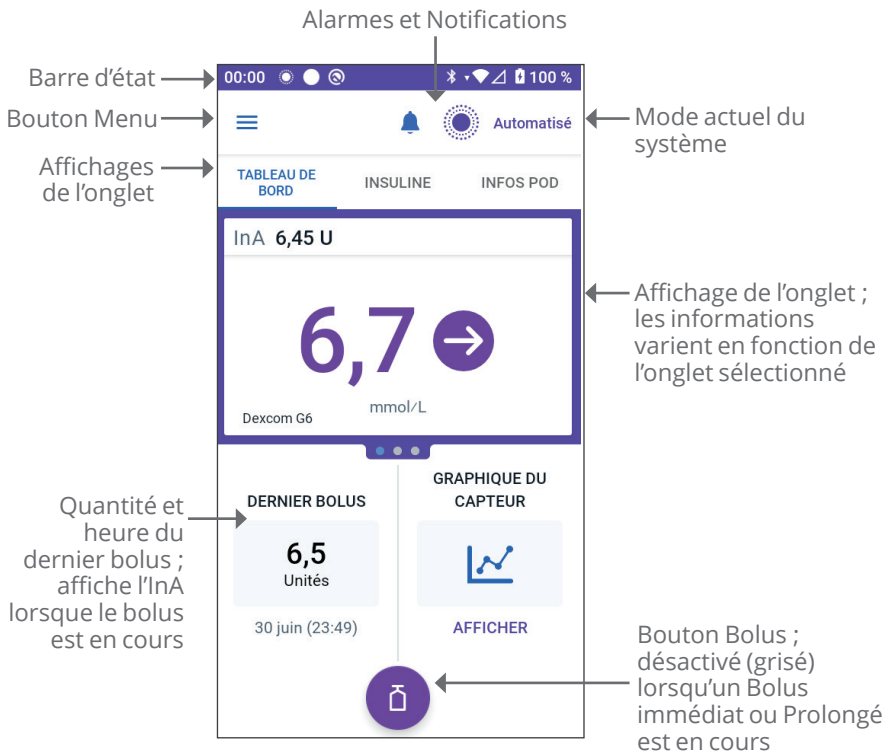 Alarmes et Notifications
Barre d'état
00:00
100 %
Bouton Menu
Automatisé
Mode actuel du
système
Affichages
de l'onglet
TABLEAU DE
BORD
INSULINE
INFOS POD
InA 6,45 U
6,7
mmol/L
Dexcom G6
Affichage de l'onglet ;
les informations
varient en fonction de
l'onglet sélectionné
Quantité et
heure du
dernier bolus ;
affiche l'InA
lorsque le bolus
est en cours
DERNIER BOLUS
6,5
Unités
30 juin (23:49)
GRAPHIQUE DU
CAPTEUR
AFFICHER
Bouton Bolus ;
désactivé (grisé)
lorsqu'un Bolus
immédiat ou Prolongé
est en cours